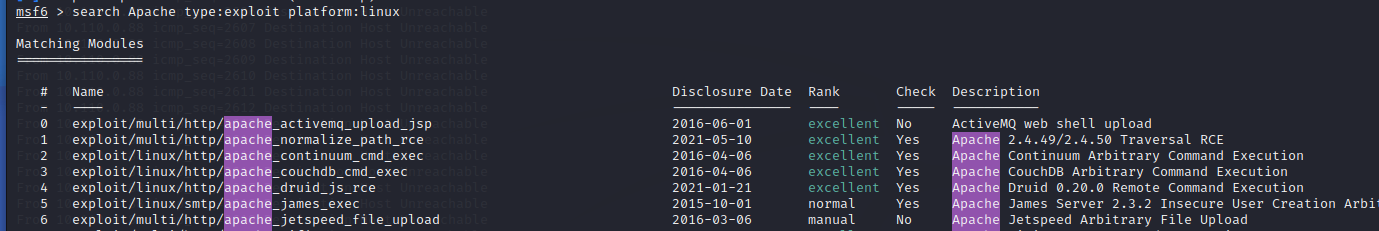 msf6 > search Apache type:exploit platform:linux
Matching Modules
================
# Name Disclosure Date Rank Check Description
- ---- --------------- ---- ----- -----------
0 exploit/multi/http/apache_activemq_upload_jsp 2016-06-01 excellent No ActiveMQ web shell upload
1 exploit/multi/http/apache_normalize_path_rce 2021-05-10 excellent Yes Apache 2.4.49/2.4.50 Traversal RCE
2 exploit/linux/http/apache_continuum_cmd_exec 2016-04-06 excellent Yes Apache Continuum Arbitrary Command Execution
3 exploit/linux/http/apache_couchdb_cmd_exec 2016-04-06 excellent Yes Apache CouchDB Arbitrary Command Execution
4 exploit/linux/http/apache_druid_js_rce 2021-01-21 excellent Yes Apache Druid 0.20.0 Remote Command Execution
5 exploit/linux/smtp/apache_james_exec 2015-10-01 normal Yes Apache James Server 2.3.2 Insecure User Creation Arbit
6 exploit/multi/http/apache_jetspeed_file_upload 2016-03-06 manual No Apache Jetspeed Arbitrary File Upload